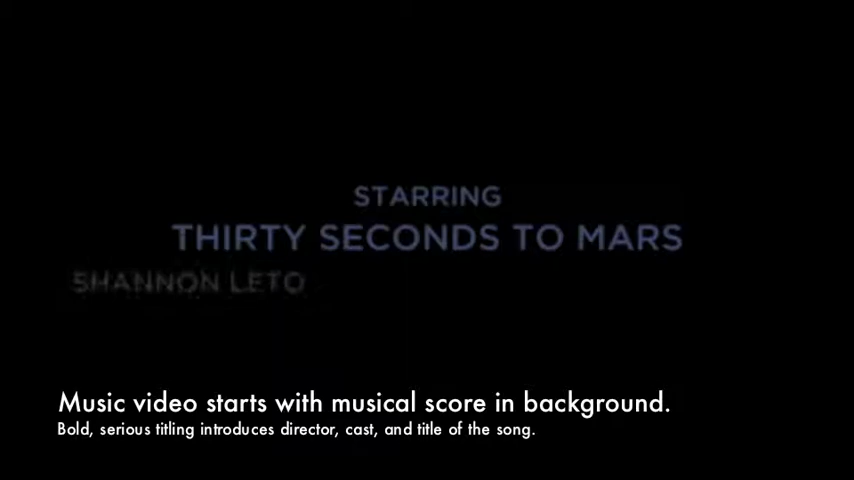 STARRING
THIRTY SECONDS TO MARS
SHANNON LETO
Music video starts with musical score in background.
Bold, serious titling introduces director, cast, and title of the song.